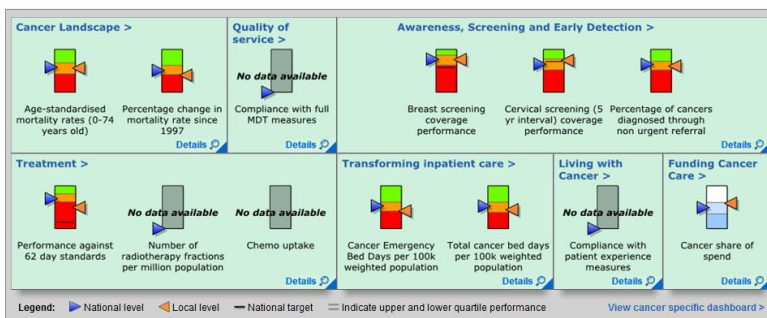 Cancer Landscape >
Age-standardised
mortality rates (0-74
years old)
Percentage change in
mortality rate since
1997
Details
Quality of
service >
No data available
Compliance with full
MDT measures
Details
Awareness, Screening and Early Detection >
Breast screening
coverage
performance
Cervical screening (5
yr interval) coverage
performance
Percentage of cancers
diagnosed through
non urgent referral
Details
Treatment >
Performance against
62 day standards
No data available
Number of
radiotherapy fractions
per million population
No data available
Chemo uptake
Details
Transforming inpatient care >
Cancer Emergency
Bed Days per 100k
weighted population
Total cancer bed days
per 100k weighted
population
Details
Living with
Cancer >
No data available
Compliance with
patient experience
measures
Details
Funding Cancer
Care >
Cancer share of
spend
Details
Legend: National level Local level National target Indicate upper and lower quartile performance View cancer specific dashboard >